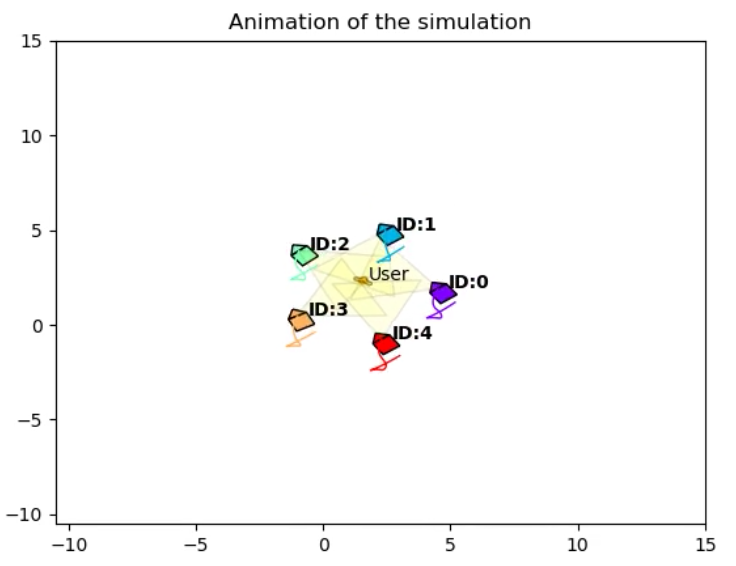 Animation of the simulation
15
10
5
0
−5
−10
ID:1
ID:2
User
ID:0
ID:3
ID:4
−10 −5 0 5 10 15